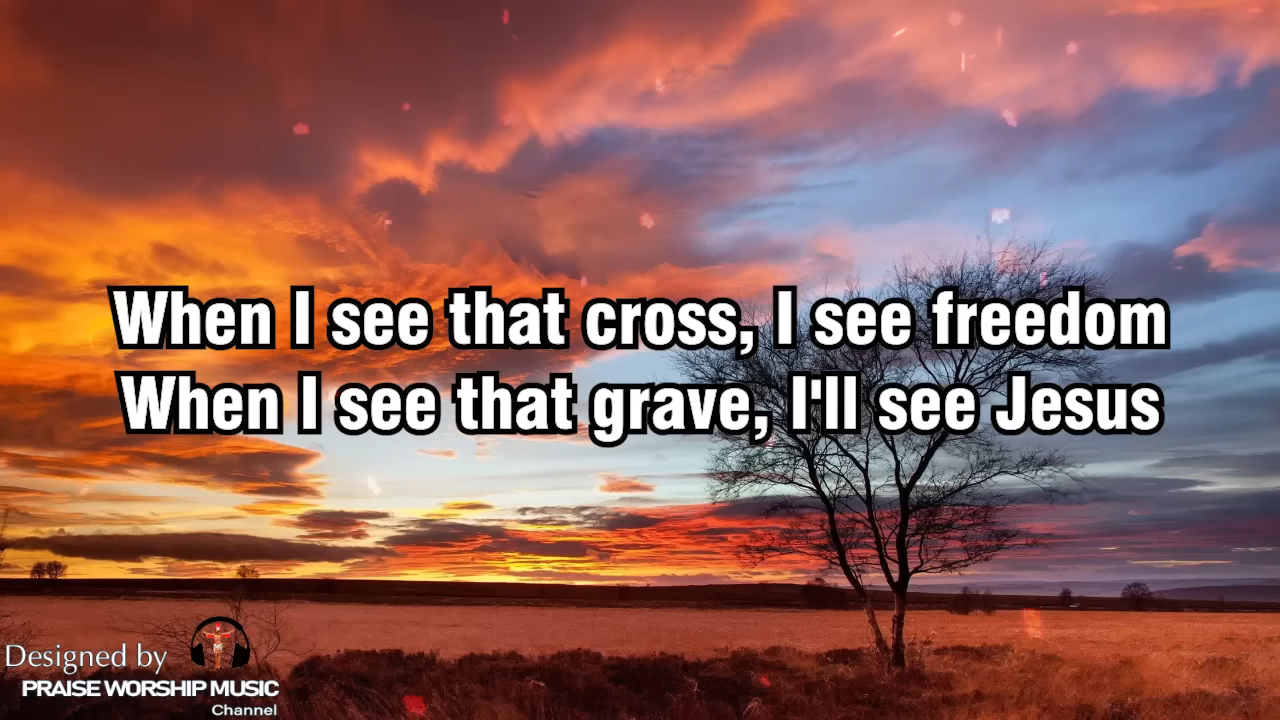 When I see that cross, I see freedom
When I see that grave, I'll see Jesus
Designed by
PRAISE WORSHIP MUSIC
Channel